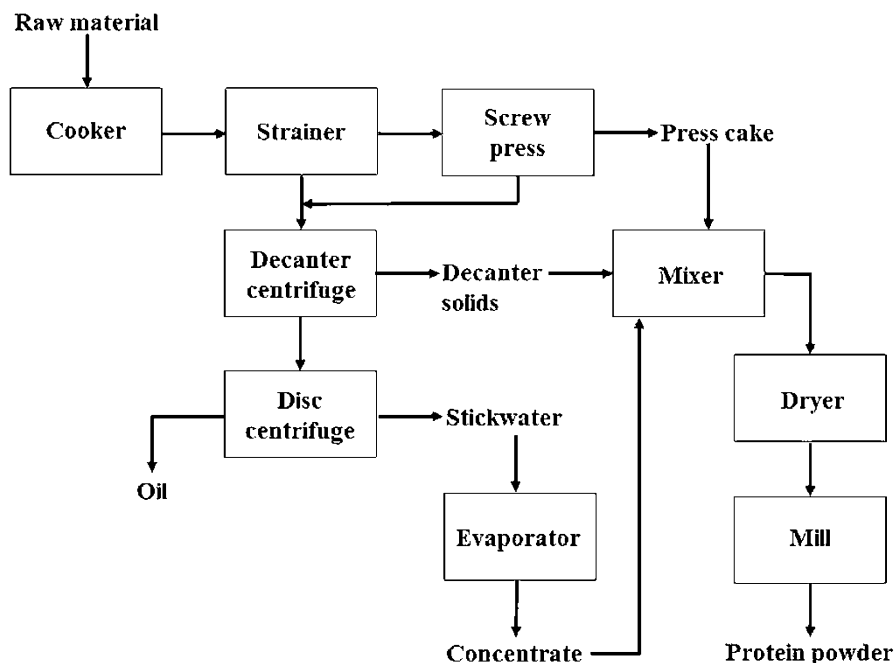 Raw material
Cooker
Strainer
Screw
press
Press cake
Decanter
centrifuge
Decanter
solids
Mixer
Disc
centrifuge
Stickwater
Dryer
Oil
Evaporator
Mill
Concentrate
Protein powder